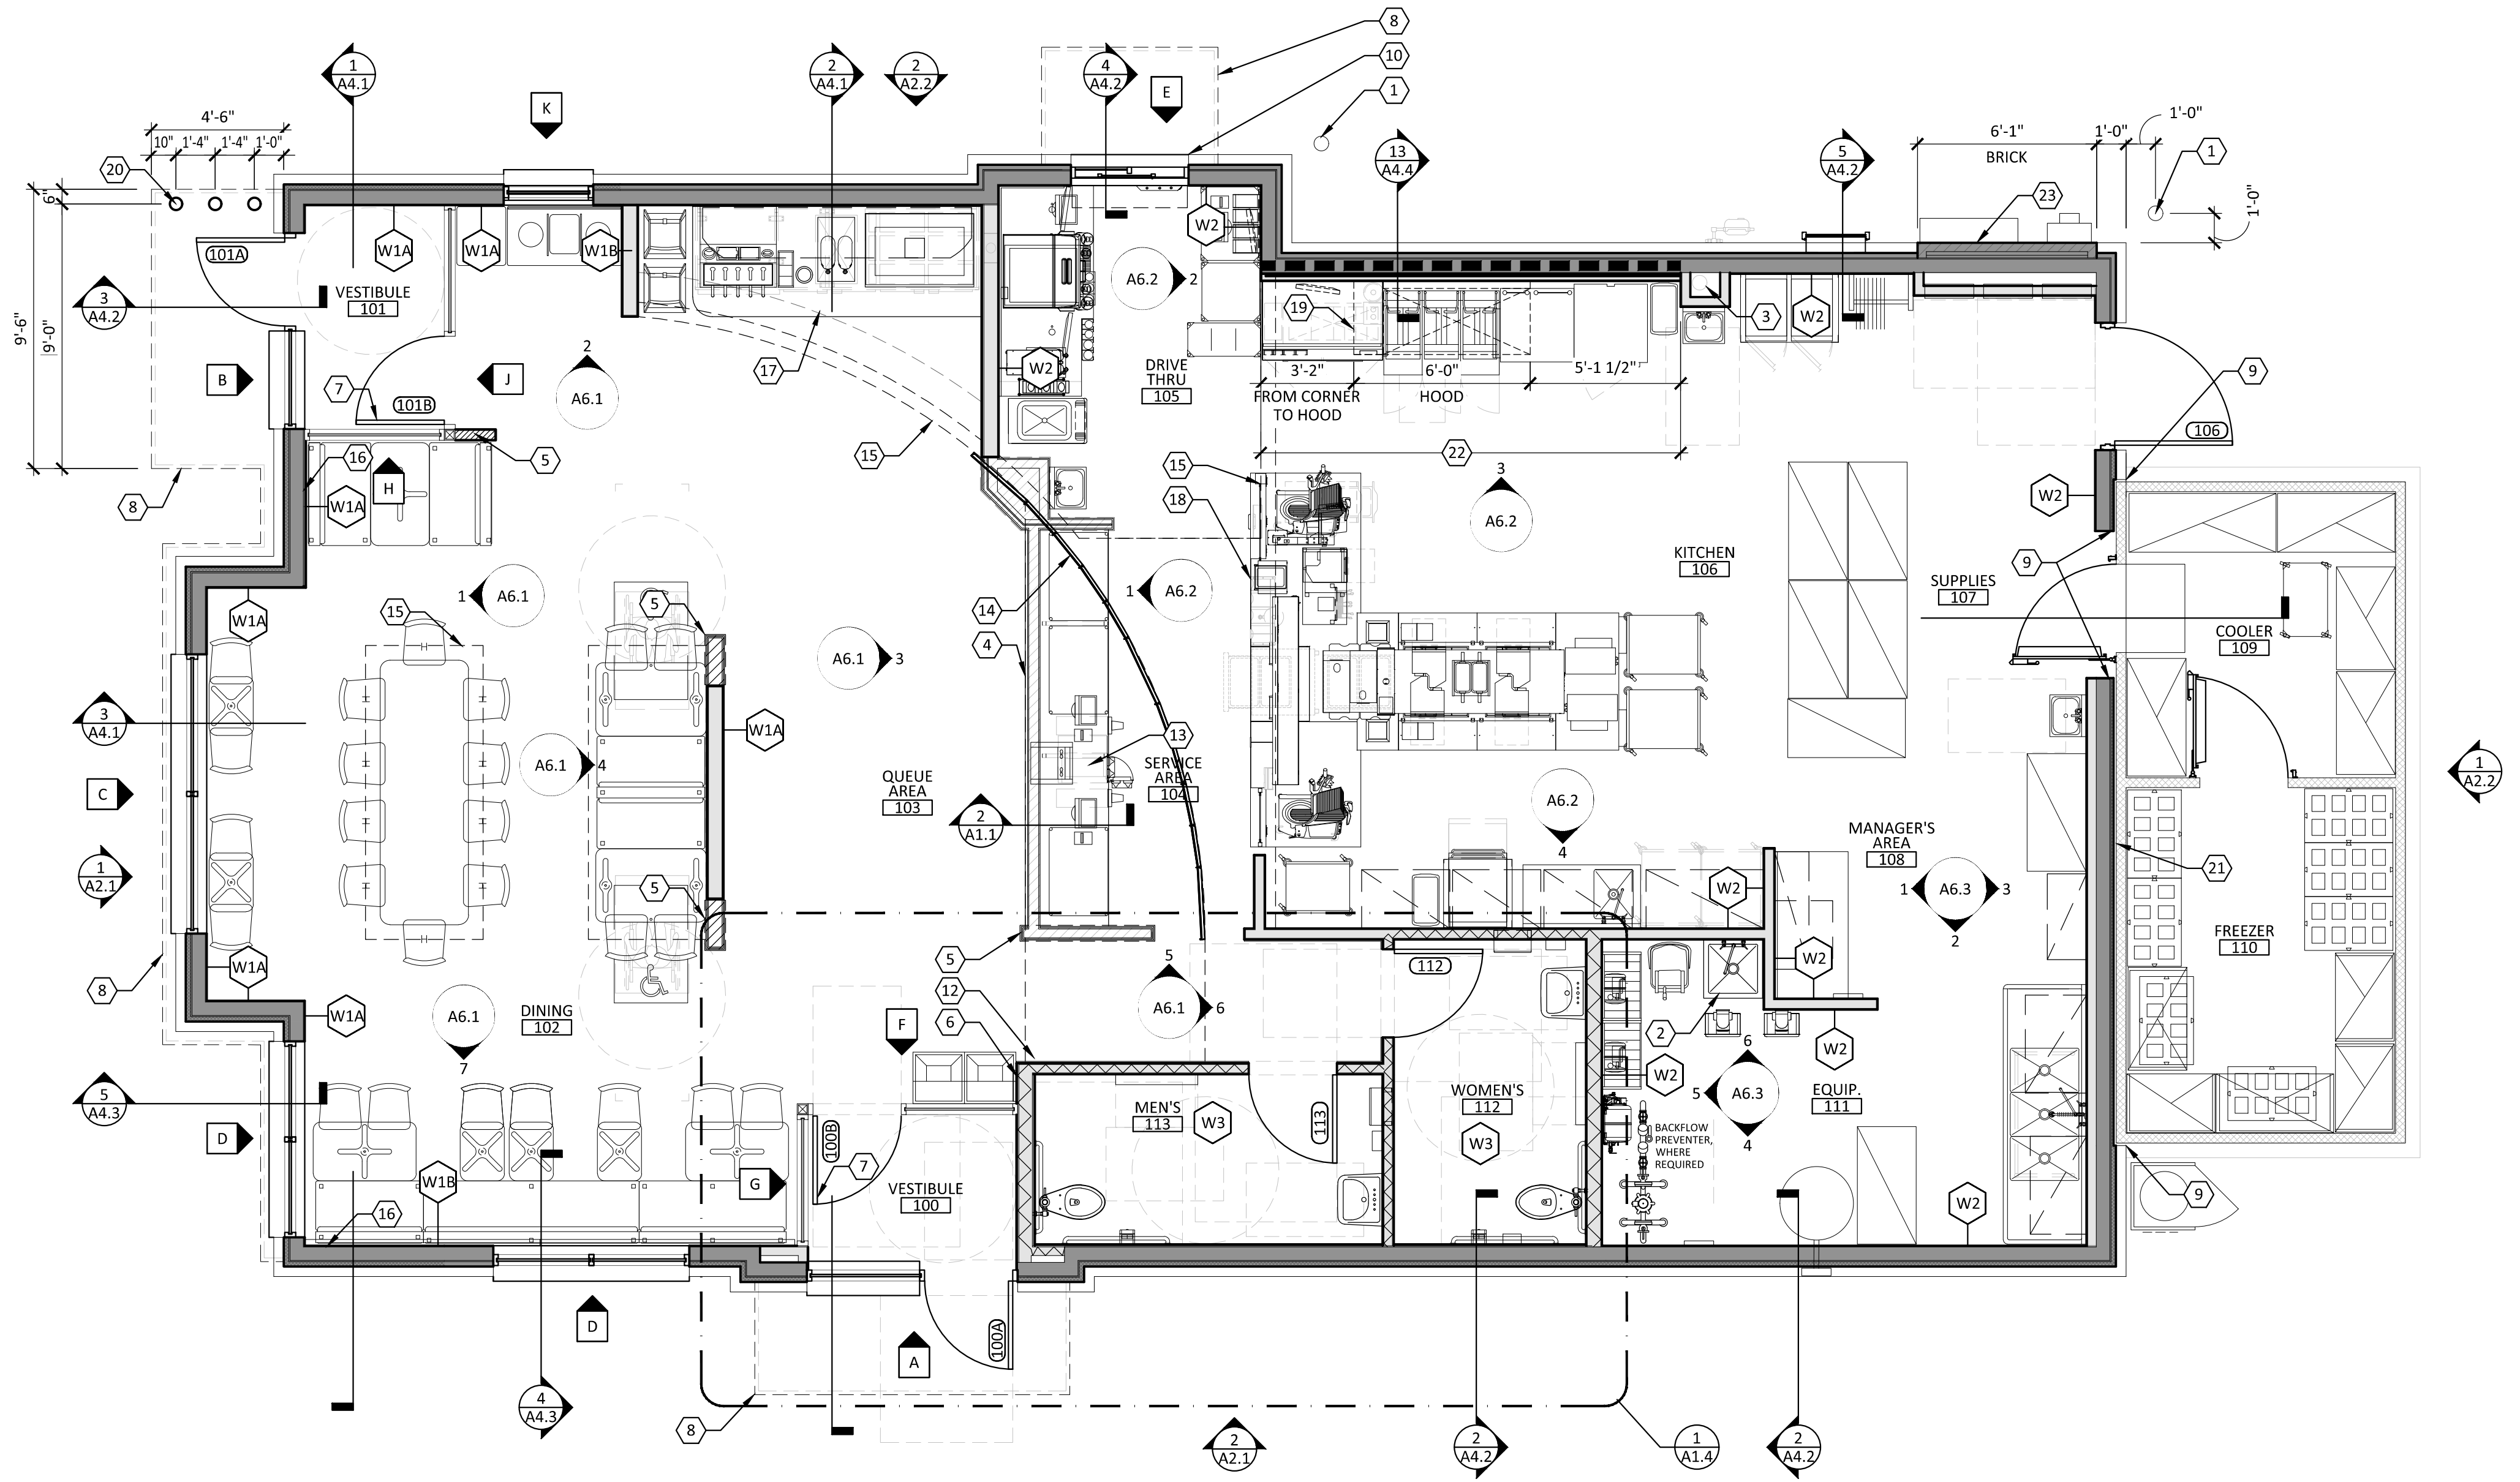 8
1
A4.1
2
A4.1
2
A2.2
4
A4.2
10
E
1
K
4'-6"
10"
1'-4"
1'-4"
1'-0"
20
13
A4.4
5
A4.2
6'-1"
BRICK
1'-0"
1'-0"
1
23
1'-0"
6"
9'-6"
9'-0"
101A
W1A
W1A
W1B
W2
A6.2
2
3
A4.2
VESTIBULE
101
19
3
W2
2
A6.1
17
W2
DRIVE
THRU
105
3'-2"
FROM CORNER
TO HOOD
6'-0"
HOOD
5'-1 1/2"
B
J
7
101B
9
106
15
22
16
5
H
8
W1A
15
18
3
A6.2
W2
KITCHEN
106
9
SUPPLIES
107
1
A6.1
15
5
14
1
A6.2
W1A
4
COOLER
109
A6.1
3
3
A4.1
W1A
A6.1
4
13
SERVICE
AREA
104
QUEUE
AREA
103
C
2
A1.1
A6.2
4
MANAGER'S
AREA
108
1
A2.2
1
A2.1
5
W2
1
A6.3
3
2
21
FREEZER
110
W1A
5
W2
112
8
12
5
A6.1
6
W1A
A6.1
7
DINING
102
F
6
2
W2
5
A4.3
W2
6
5
A6.3
4
EQUIP.
111
MEN'S
113
W3
113
WOMEN'S
112
W3
D
100B
BACKFLOW
PREVENTER,
WHERE
REQUIRED
7
W1B
G
VESTIBULE
100
16
W2
9
D
100A
A
4
A4.3
8
2
A2.1
2
A4.2
1
A1.4
2
A4.2